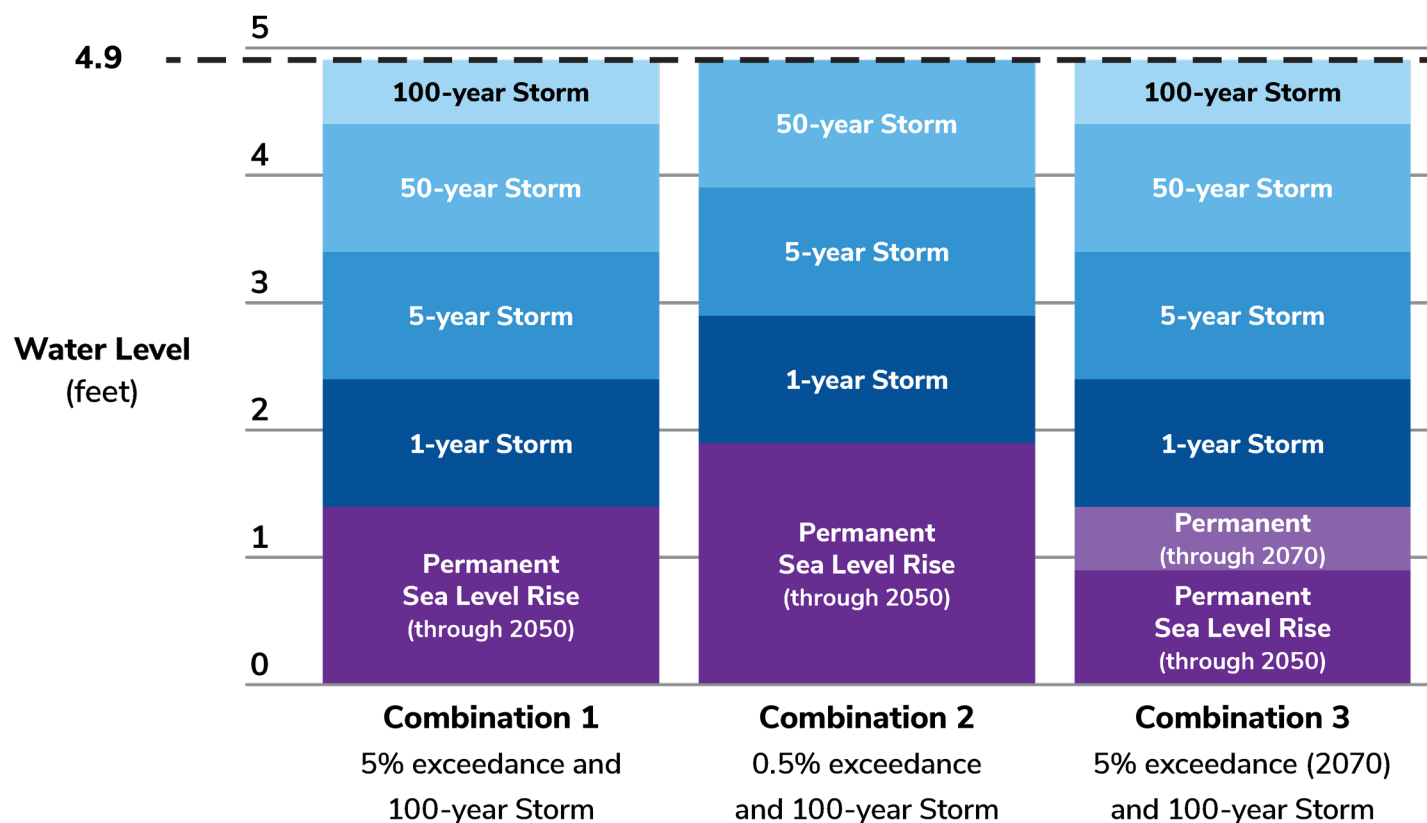 5
4.9
4
3
2
1
0
Water Level
(feet)
100-year Storm
50-year Storm
5-year Storm
1-year Storm
Permanent
Sea Level Rise
(through 2050)
Combination 1
5% exceedance and
100-year Storm
50-year Storm
5-year Storm
1-year Storm
Permanent
Sea Level Rise
(through 2050)
Combination 2
0.5% exceedance
and 100-year Storm
100-year Storm
50-year Storm
5-year Storm
1-year Storm
Permanent
(through 2070)
Permanent
Sea Level Rise
(through 2050)
Combination 3
5% exceedance (2070)
and 100-year Storm